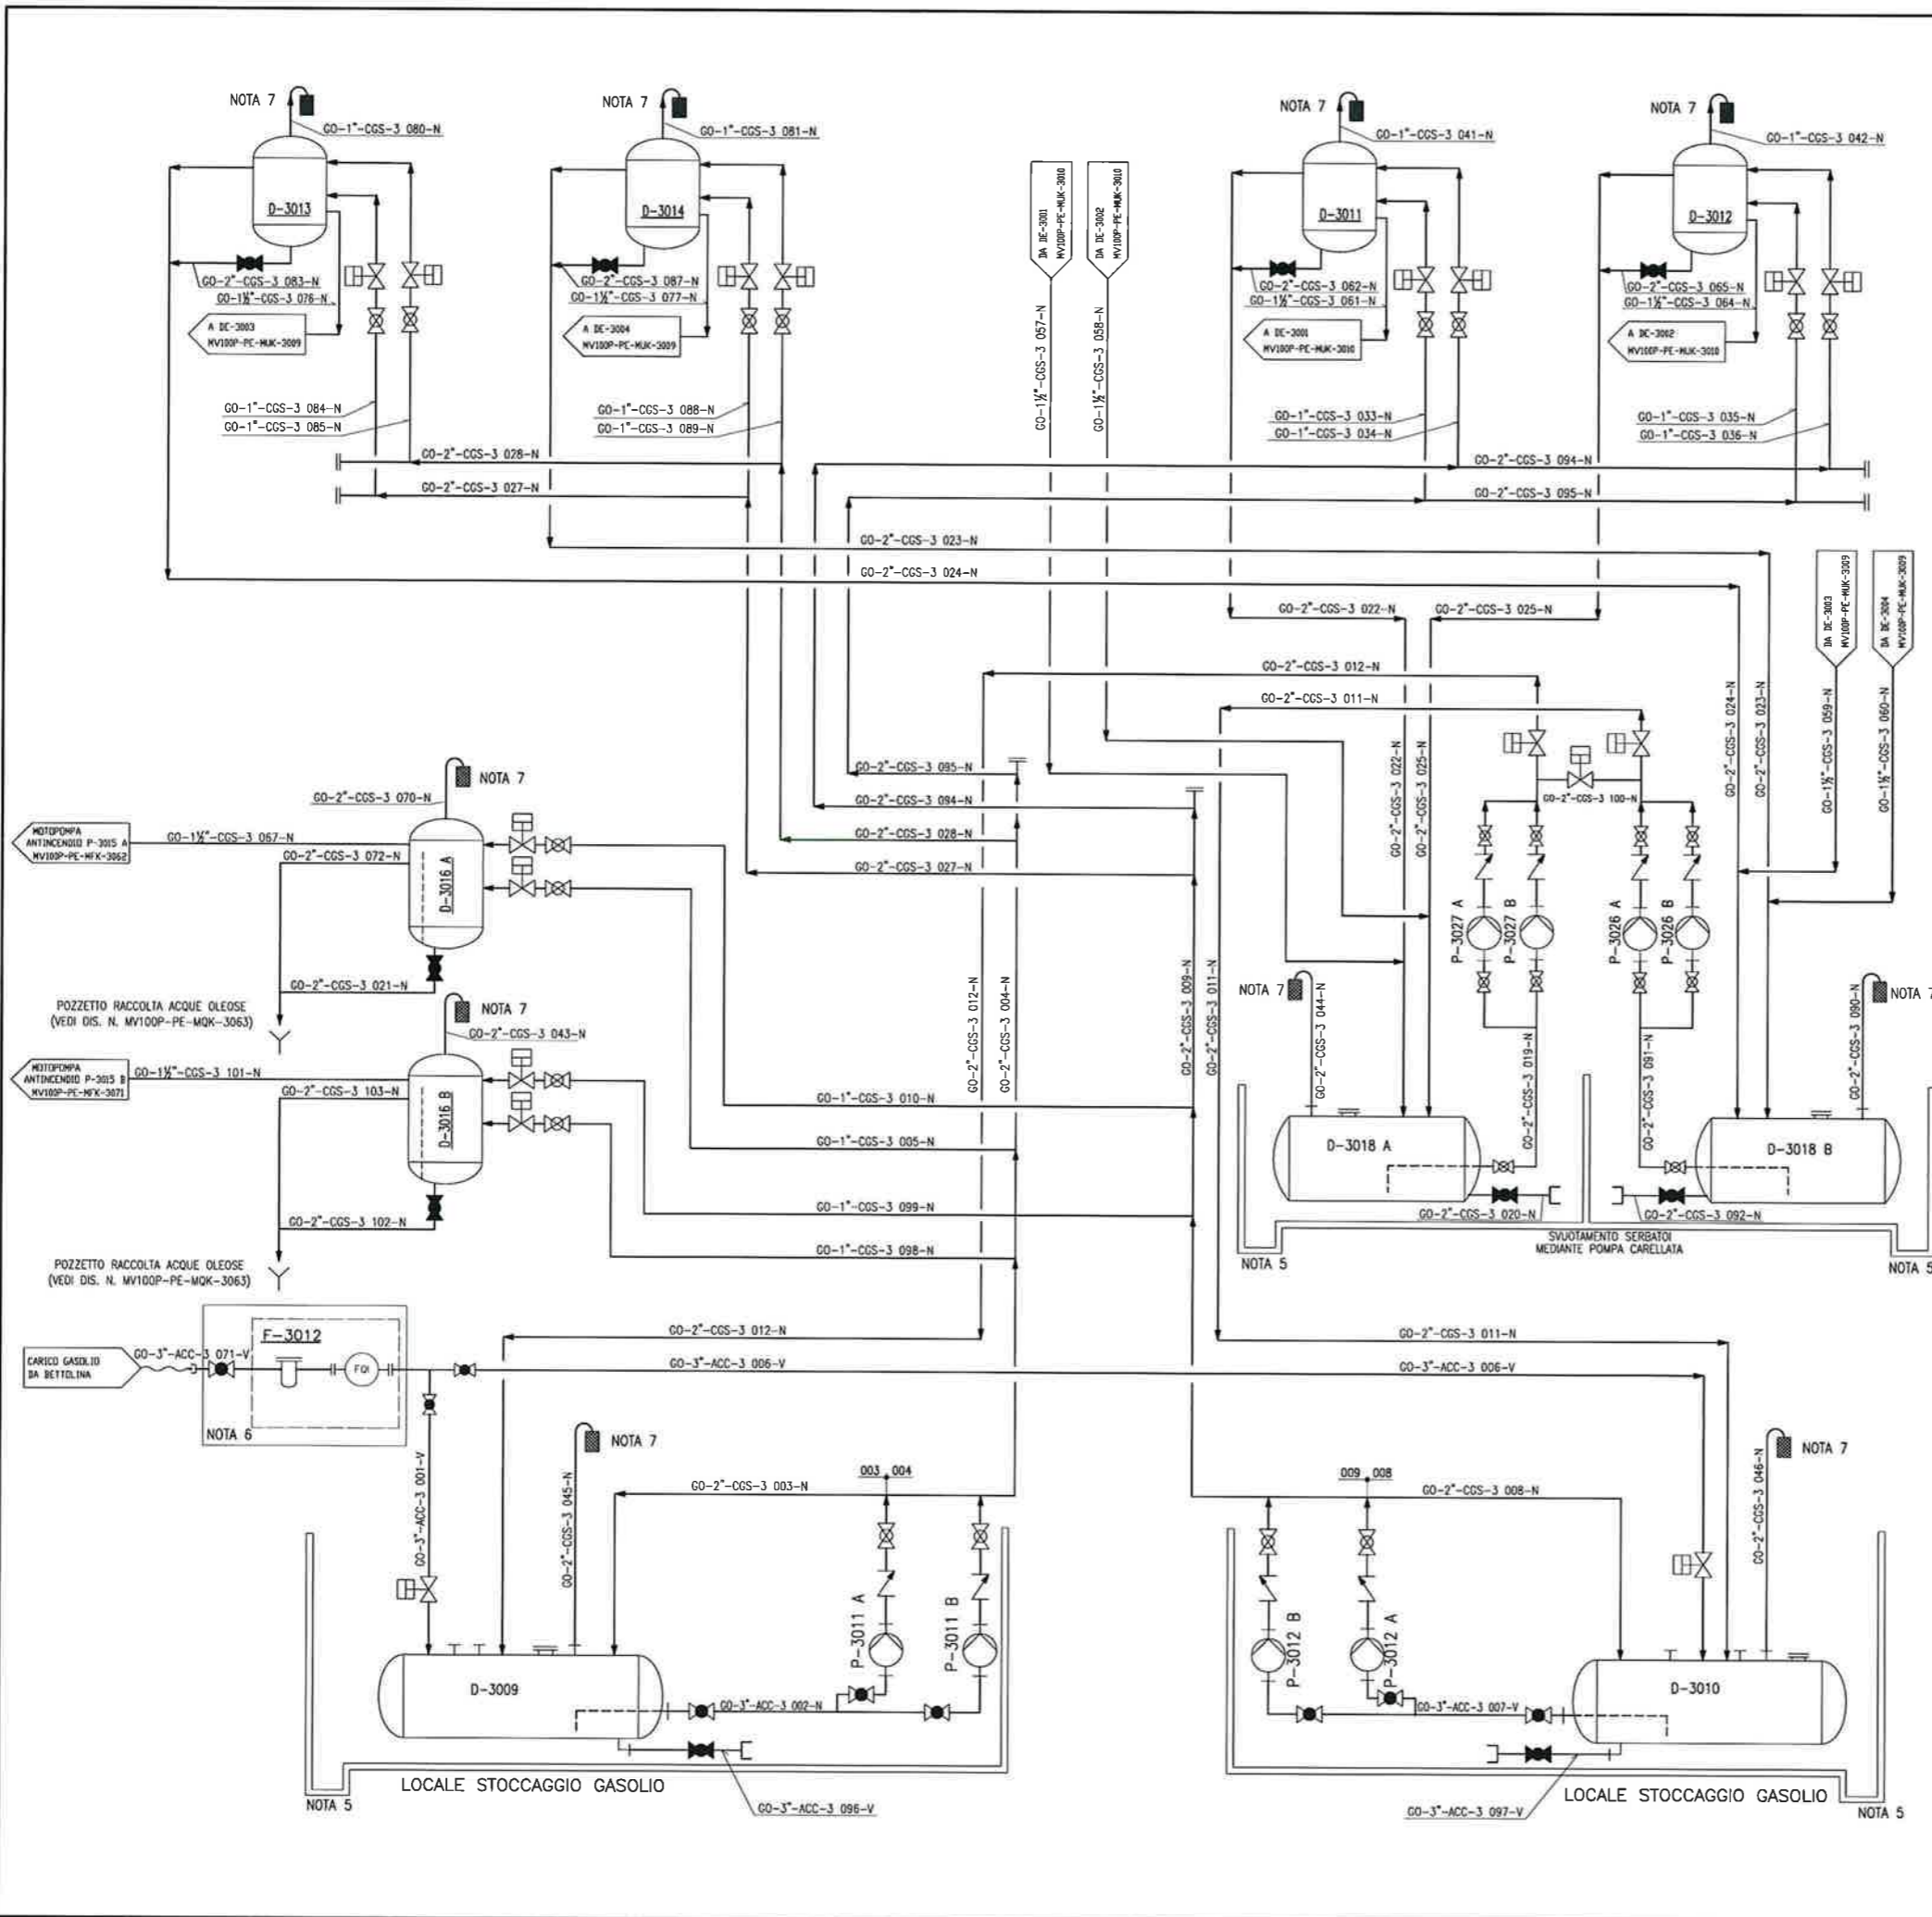 NOTA 7
GO-1"-CGS-3 080-N
D-3013
GO-2"-CGS-3 083-N
GO-1½"-CGS-3 076-N
A DE-3003
MV100P-PE-MUK-3009
GO-1"-CGS-3 084-N
GO-1"-CGS-3 085-N
NOTA 7
GO-1"-CGS-3 081-N
D-3014
GO-2"-CGS-3 087-N
GO-1½"-CGS-3 077-N
A DE-3004
MV100P-PE-MUK-3009
GO-1"-CGS-3 088-N
GO-1"-CGS-3 089-N
DA DE-3001
MV100P-PE-MUK-3010
DA DE-3002
MV100P-PE-MUK-3010
GO-1½"-CGS-3 057-N
GO-1½"-CGS-3 058-N
NOTA 7
GO-1"-CGS-3 041-N
D-3011
GO-2"-CGS-3 062-N
GO-1½"-CGS-3 061-N
A DE-3001
MV100P-PE-MUK-3010
GO-1"-CGS-3 033-N
GO-1"-CGS-3 034-N
NOTA 7
GO-1"-CGS-3 042-N
D-3012
GO-2"-CGS-3 065-N
GO-1½"-CGS-3 064-N
A DE-3002
MV100P-PE-MUK-3010
GO-1"-CGS-3 035-N
GO-1"-CGS-3 036-N
GO-2"-CGS-3 028-N
GO-2"-CGS-3 027-N
GO-2"-CGS-3 094-N
GO-2"-CGS-3 095-N
GO-2"-CGS-3 023-N
GO-2"-CGS-3 024-N
GO-2"-CGS-3 022-N
GO-2"-CGS-3 025-N
GO-2"-CGS-3 012-N
GO-2"-CGS-3 011-N
DA DE-3003
MV100P-PE-MUK-3009
DA DE-3004
MV100P-PE-MUK-3009
GO-2"-CGS-3 024-N
GO-2"-CGS-3 023-N
GO-1½"-CGS-3 059-N
GO-1½"-CGS-3 060-N
GO-2"-CGS-3 022-N
GO-2"-CGS-3 025-N
GO-2"-CGS-3 100-N
GO-2"-CGS-3 095-N
GO-2"-CGS-3 094-N
GO-2"-CGS-3 028-N
GO-2"-CGS-3 027-N
NOTA 7
GO-2"-CGS-3 070-N
MOTOPOMPA
ANTINCENDIO P-3015 A
MV100P-PE-MFK-3062
GO-1½"-CGS-3 067-N
GO-2"-CGS-3 072-N
D-3016 A
GO-2"-CGS-3 021-N
POZZETTO RACCOLTA ACQUE OLEOSE
(VEDI DIS. N. MV100P-PE-MQK-3063)
NOTA 7
GO-2"-CGS-3 043-N
MOTOPOMPA
ANTINCENDIO P-3015 B
MV100P-PE-MFK-3071
GO-1½"-CGS-3 101-N
GO-2"-CGS-3 103-N
D-3016 B
GO-2"-CGS-3 102-N
POZZETTO RACCOLTA ACQUE OLEOSE
(VEDI DIS. N. MV100P-PE-MQK-3063)
GO-1"-CGS-3 010-N
GO-1"-CGS-3 005-N
GO-1"-CGS-3 099-N
GO-1"-CGS-3 098-N
GO-2"-CGS-3 012-N
GO-2"-CGS-3 004-N
GO-2"-CGS-3 009-N
GO-2"-CGS-3 011-N
P-3027 A
P-3027 B
P-3026 A
P-3026 B
NOTA 7
GO-2"-CGS-3 044-N
GO-2"-CGS-3 019-N
GO-2"-CGS-3 091-N
GO-2"-CGS-3 090-N
NOTA 7
D-3018 A
D-3018 B
GO-2"-CGS-3 020-N
GO-2"-CGS-3 092-N
SVUOTAMENTO SERBATOI
MEDIANTE POMPA CARELLATA
NOTA 5
NOTA 5
F-3012
CARICO GASOLIO
DA BETTOLINA
GO-3"-ACC-3 071-V
FQI
NOTA 6
GO-2"-CGS-3 012-N
GO-3"-ACC-3 006-V
GO-2"-CGS-3 011-N
GO-3"-ACC-3 006-V
GO-3"-ACC-3 001-V
GO-2"-CGS-3 045-N
NOTA 7
GO-2"-CGS-3 003-N
003 004
P-3011 A
P-3011 B
D-3009
GO-3"-ACC-3 002-N
LOCALE STOCCAGGIO GASOLIO
NOTA 5
GO-3"-ACC-3 096-V
009 008
GO-2"-CGS-3 008-N
GO-2"-CGS-3 046-N
NOTA 7
P-3012 B
P-3012 A
D-3010
GO-3"-ACC-3 007-V
LOCALE STOCCAGGIO GASOLIO
GO-3"-ACC-3 097-V
NOTA 5